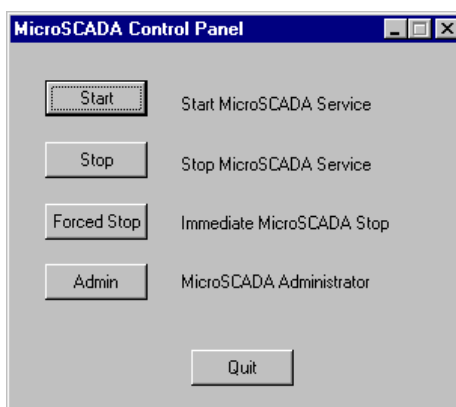 MicroSCADA Control Panel
Start Start MicroSCADA Service
Stop Stop MicroSCADA Service
Forced Stop Immediate MicroSCADA Stop
Admin MicroSCADA Administrator
Quit